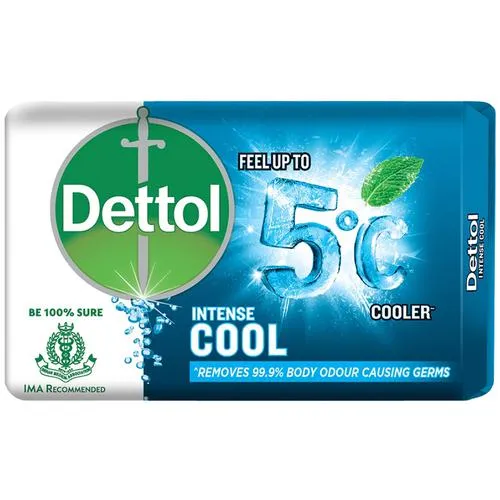 Dettol
BE 100% SURE
IMA RECOMMENDED
FEEL UP TO
5°C
COOLER™
INTENSE
COOL
^REMOVES 99.9% BODY ODOUR CAUSING GERMS
Dettol
INTENSE COOL